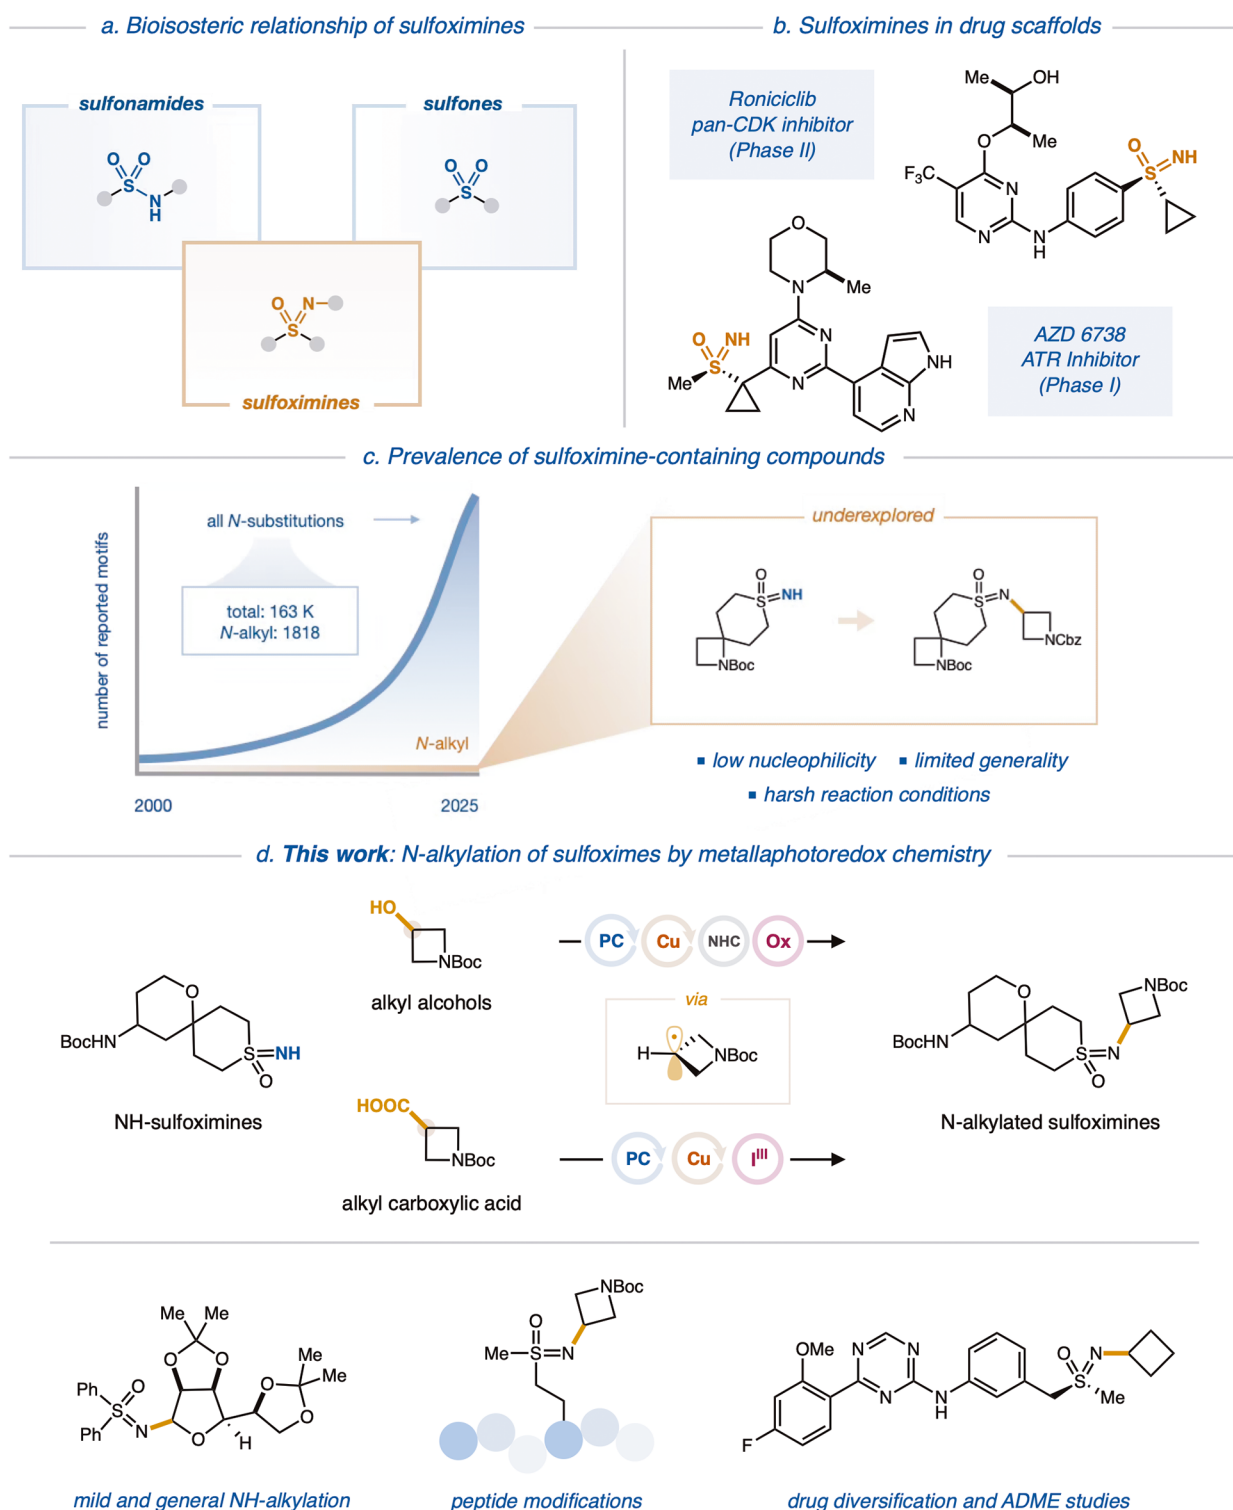 a. Bioisosteric relationship of sulfoximines
b. Sulfoximines in drug scaffolds
sulfonamides
O O
S
N
H
sulfones
O O
S
O N
S
sulfoximines
Roniciclib
pan-CDK inhibitor
(Phase II)
Me OH
O Me
F3C
N
N
N
H
O NH
S
O
N
Me
O NH
S
Me
N
N
NH
N
AZD 6738
ATR Inhibitor
(Phase I)
c. Prevalence of sulfoximine-containing compounds
number of reported motifs
all N-substitutions
total: 163 K
N-alkyl: 1818
N-alkyl
2000
2025
underexplored
O
S NH
NBoc
O
S N
NCbz
NBoc
▪ low nucleophilicity ▪ limited generality
▪ harsh reaction conditions
d. This work: N-alkylation of sulfoximes by metallaphotoredox chemistry
HO
NBoc
alkyl alcohols
PC Cu NHC Ox
O
BocHN
S NH
O
NH-sulfoximines
via
H
NBoc
NBoc
O
BocHN
S N
O
N-alkylated sulfoximines
HOOC
NBoc
alkyl carboxylic acid
PC Cu IIII
Me Me
O O
Ph O
S
Ph N
O
H
O Me
Me
O
mild and general NH-alkylation
NBoc
O
Me S N
peptide modifications
OMe
N N
N
N
H
F
O N
S
Me
drug diversification and ADME studies